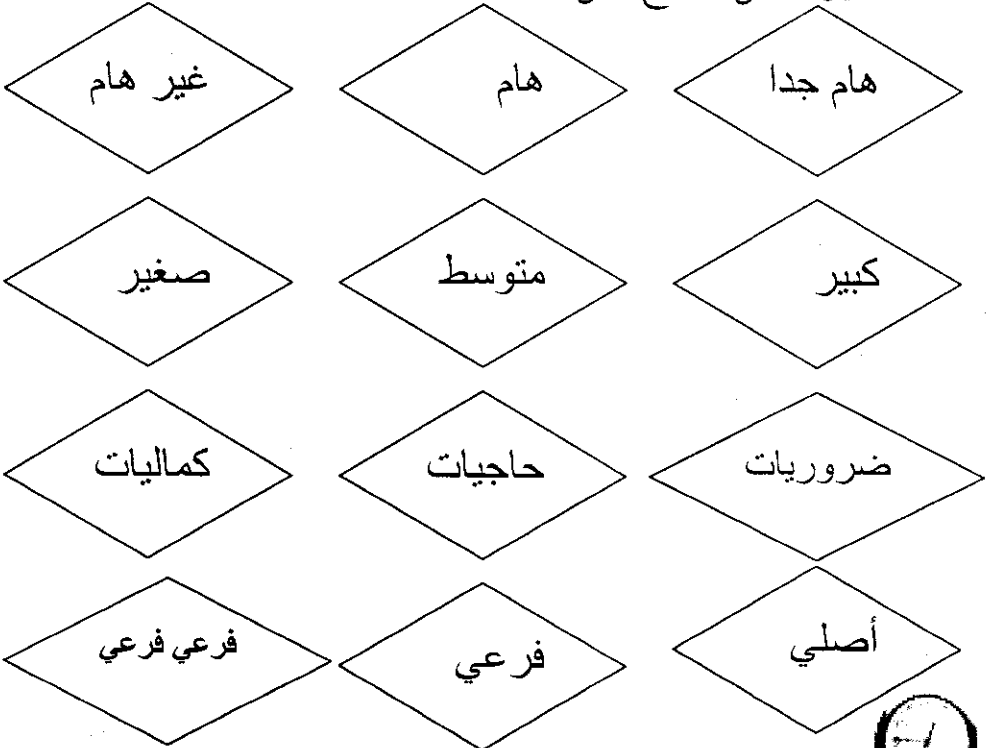 هام جدا
هام
غير هام
كبير
متوسط
صغير
ضروريات
حاجيات
كماليات
أصلي
فرعي
فرعي فرعي